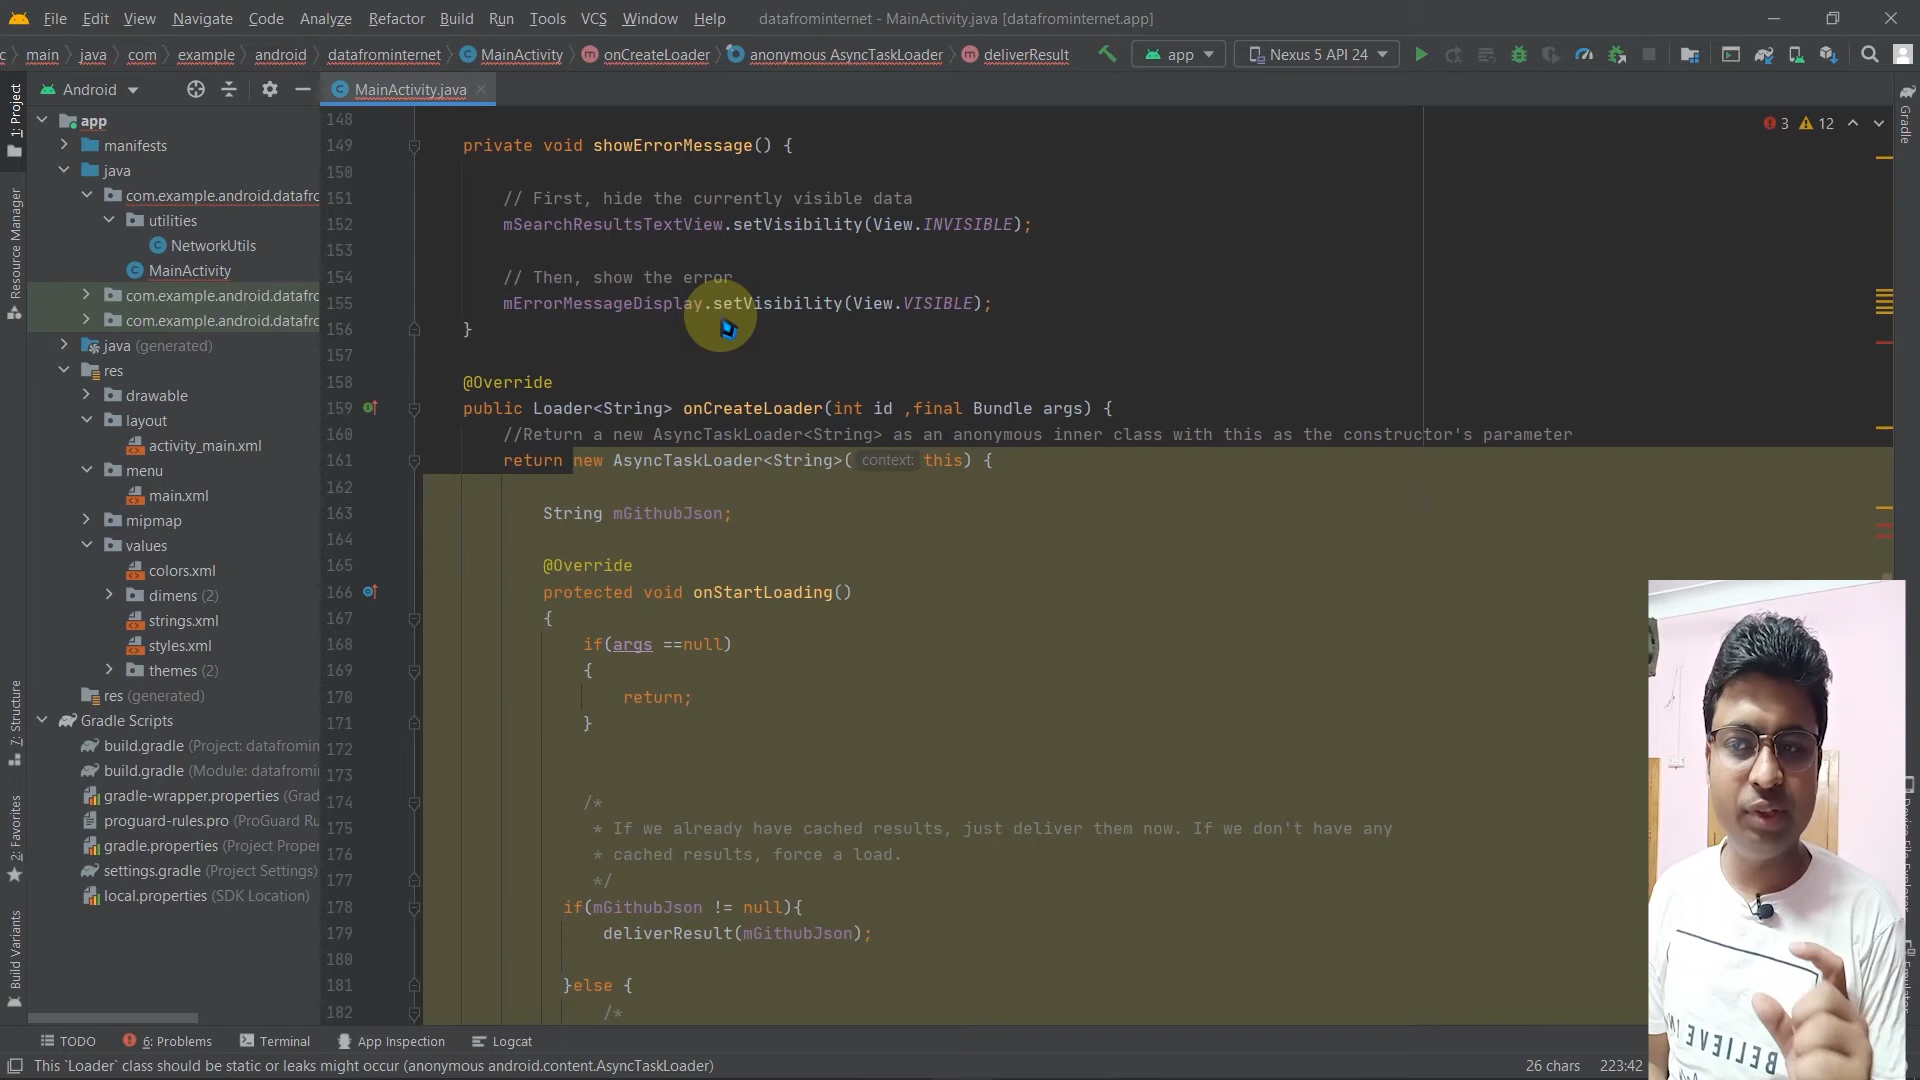 File Edit View Navigate Code Analyze Refactor Build Run Tools VCS Window Help datafrominternet - MainActivity.java [datafrominternet.app]
c main java com example android datafrominternet MainActivity onCreateLoader anonymous AsyncTaskLoader deliverResult app Nexus 5 API 24
Android
MainActivity.java
1: Project
Resource Manager
7: Structure
2: Favorites
Build Variants
app
manifests
java
com.example.android.datafro
utilities
NetworkUtils
MainActivity
com.example.android.datafro
com.example.android.datafro
java (generated)
res
drawable
layout
activity_main.xml
menu
main.xml
mipmap
values
colors.xml
dimens (2)
strings.xml
styles.xml
themes (2)
res (generated)
Gradle Scripts
build.gradle (Project: datafromin
build.gradle (Module: datafromi
gradle-wrapper.properties (Grad
proguard-rules.pro (ProGuard Ru
gradle.properties (Project Proper
settings.gradle (Project Settings)
local.properties (SDK Location)
3 12
148
149 private void showErrorMessage() {
150
151 // First, hide the currently visible data
152 mSearchResultsTextView.setVisibility(View.INVISIBLE);
153
154 // Then, show the error
155 mErrorMessageDisplay.setVisibility(View.VISIBLE);
156 }
157
158 @Override
159 public Loader<String> onCreateLoader(int id ,final Bundle args) {
160 //Return a new AsyncTaskLoader<String> as an anonymous inner class with this as the constructor's parameter
161 return new AsyncTaskLoader<String>( context: this) {
162
163 String mGithubJson;
164
165 @Override
166 protected void onStartLoading()
167 {
168 if(args ==null)
169 {
170 return;
171 }
172
173
174 /*
175 * If we already have cached results, just deliver them now. If we don't have any
176 * cached results, force a load.
177 */
178 if(mGithubJson != null){
179 deliverResult(mGithubJson);
180
181 }else {
182 /*
Gradle
TODO 6: Problems Terminal App Inspection Logcat
This `Loader` class should be static or leaks might occur (anonymous android.content.AsyncTaskLoader) 26 chars 223:42